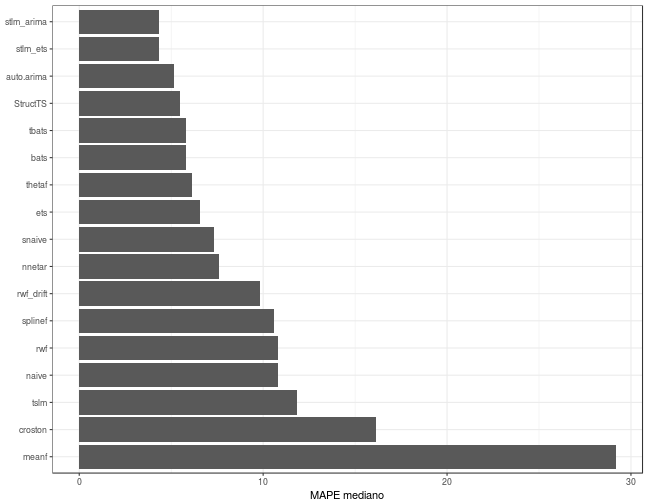 stlm_arima
stlm_ets
auto.arima
StructTS
tbats
bats
thetaf
ets
snaive
nnetar
rwf_drift
splinef
rwf
naive
tslm
croston
meanf
0 10 20 30
MAPE mediano